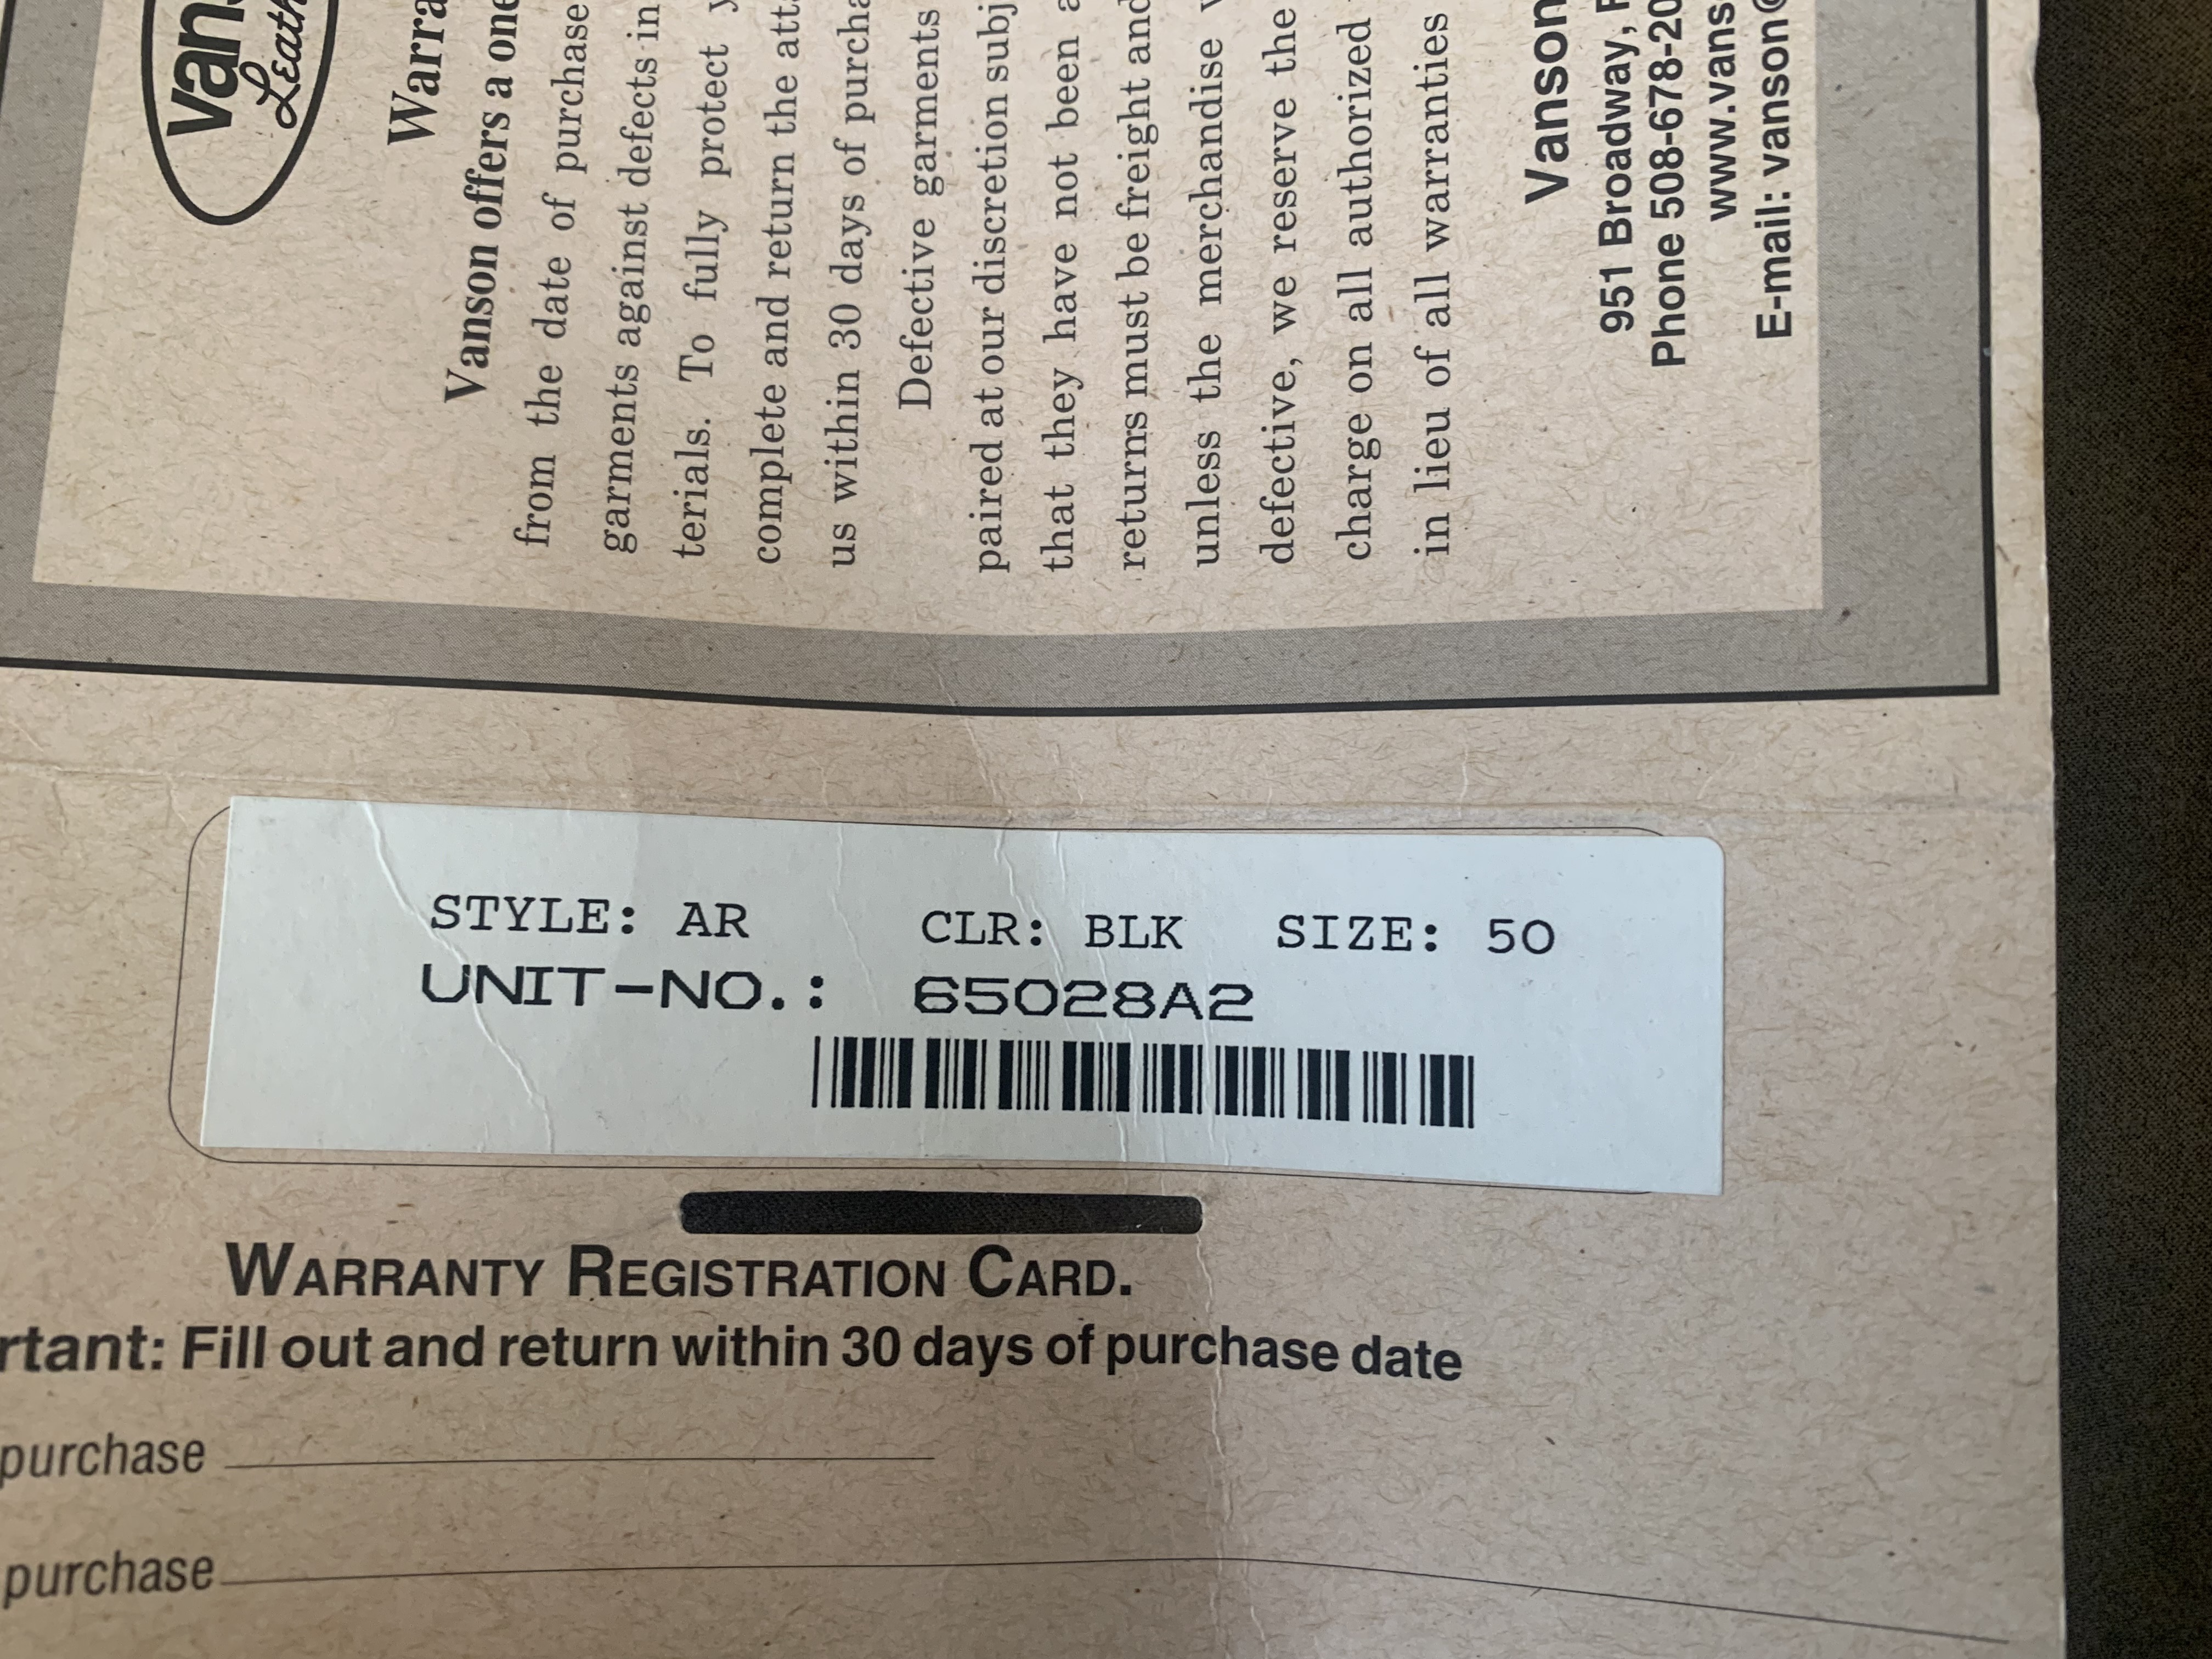 Vans
Leath
Warra
Vanson offers a one
from the date of purchase
garments against defects in
terials. To fully protect y
complete and return the att
us within 30 days of purcha
Defective garments
paired at our discretion subj
that they have not been a
returns must be freight and
unless the merchandise
defective, we reserve the
charge on all authorized
in lieu of all warranties
Vanson
951 Broadway, F
Phone 508-678-20
www.vans
E-mail: vanson@
STYLE: AR CLR: BLK SIZE: 50
UNIT-NO.: 65028A2
WARRANTY REGISTRATION CARD.
rtant: Fill out and return within 30 days of purchase date
purchase
purchase